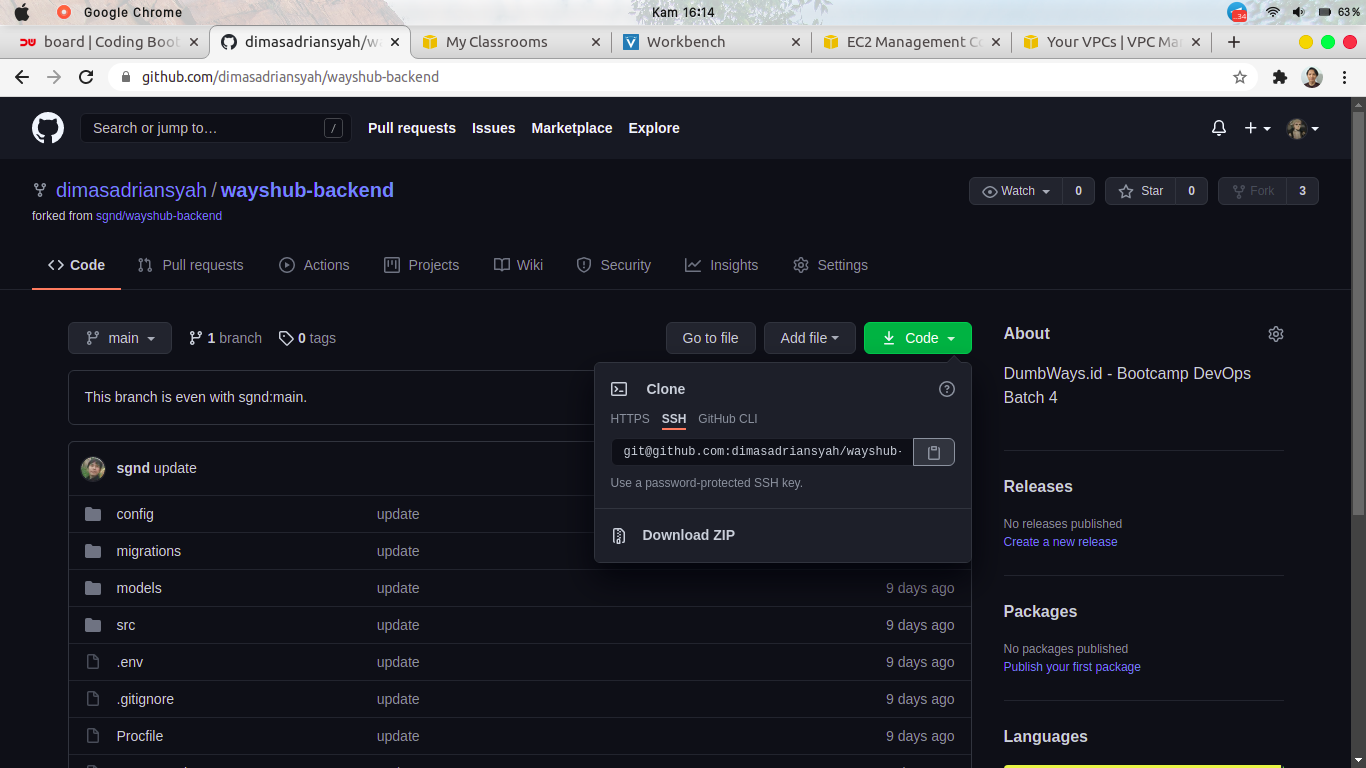 Google Chrome
Kam 16:14
34
63%
board | Coding Boot
dimasadriansyah/wa
My Classrooms
Workbench
EC2 Management Co
Your VPCs | VPC Man
github.com/dimasadriansyah/wayshub-backend
Search or jump to…
/
Pull requests
Issues
Marketplace
Explore
dimasadriansyah / wayshub-backend
forked from sgnd/wayshub-backend
Watch 0
Star 0
Fork 3
Code
Pull requests
Actions
Projects
Wiki
Security
Insights
Settings
main
1 branch
0 tags
Go to file
Add file
Code
This branch is even with sgnd:main.
Clone
HTTPS SSH GitHub CLI
git@github.com:dimasadriansyah/wayshub-
Use a password-protected SSH key.
Download ZIP
sgnd update
config update
migrations update
models update 9 days ago
src update 9 days ago
.env update 9 days ago
.gitignore update 9 days ago
Procfile update 9 days ago
About
DumbWays.id - Bootcamp DevOps
Batch 4
Releases
No releases published
Create a new release
Packages
No packages published
Publish your first package
Languages